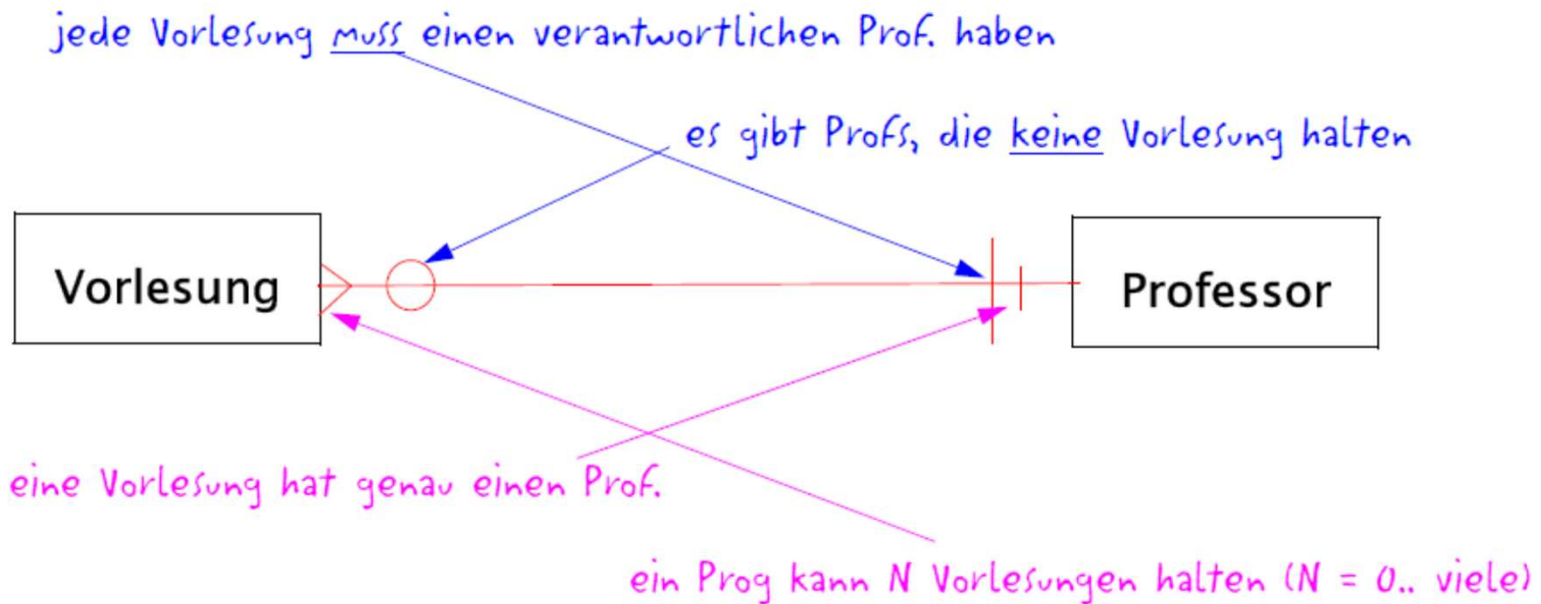 jede Vorlesung muss einen verantwortlichen Prof. haben
es gibt Profs, die keine Vorlesung halten
Vorlesung
Professor
eine Vorlesung hat genau einen Prof.
ein Prog kann N Vorlesungen halten (N = 0.. viele)